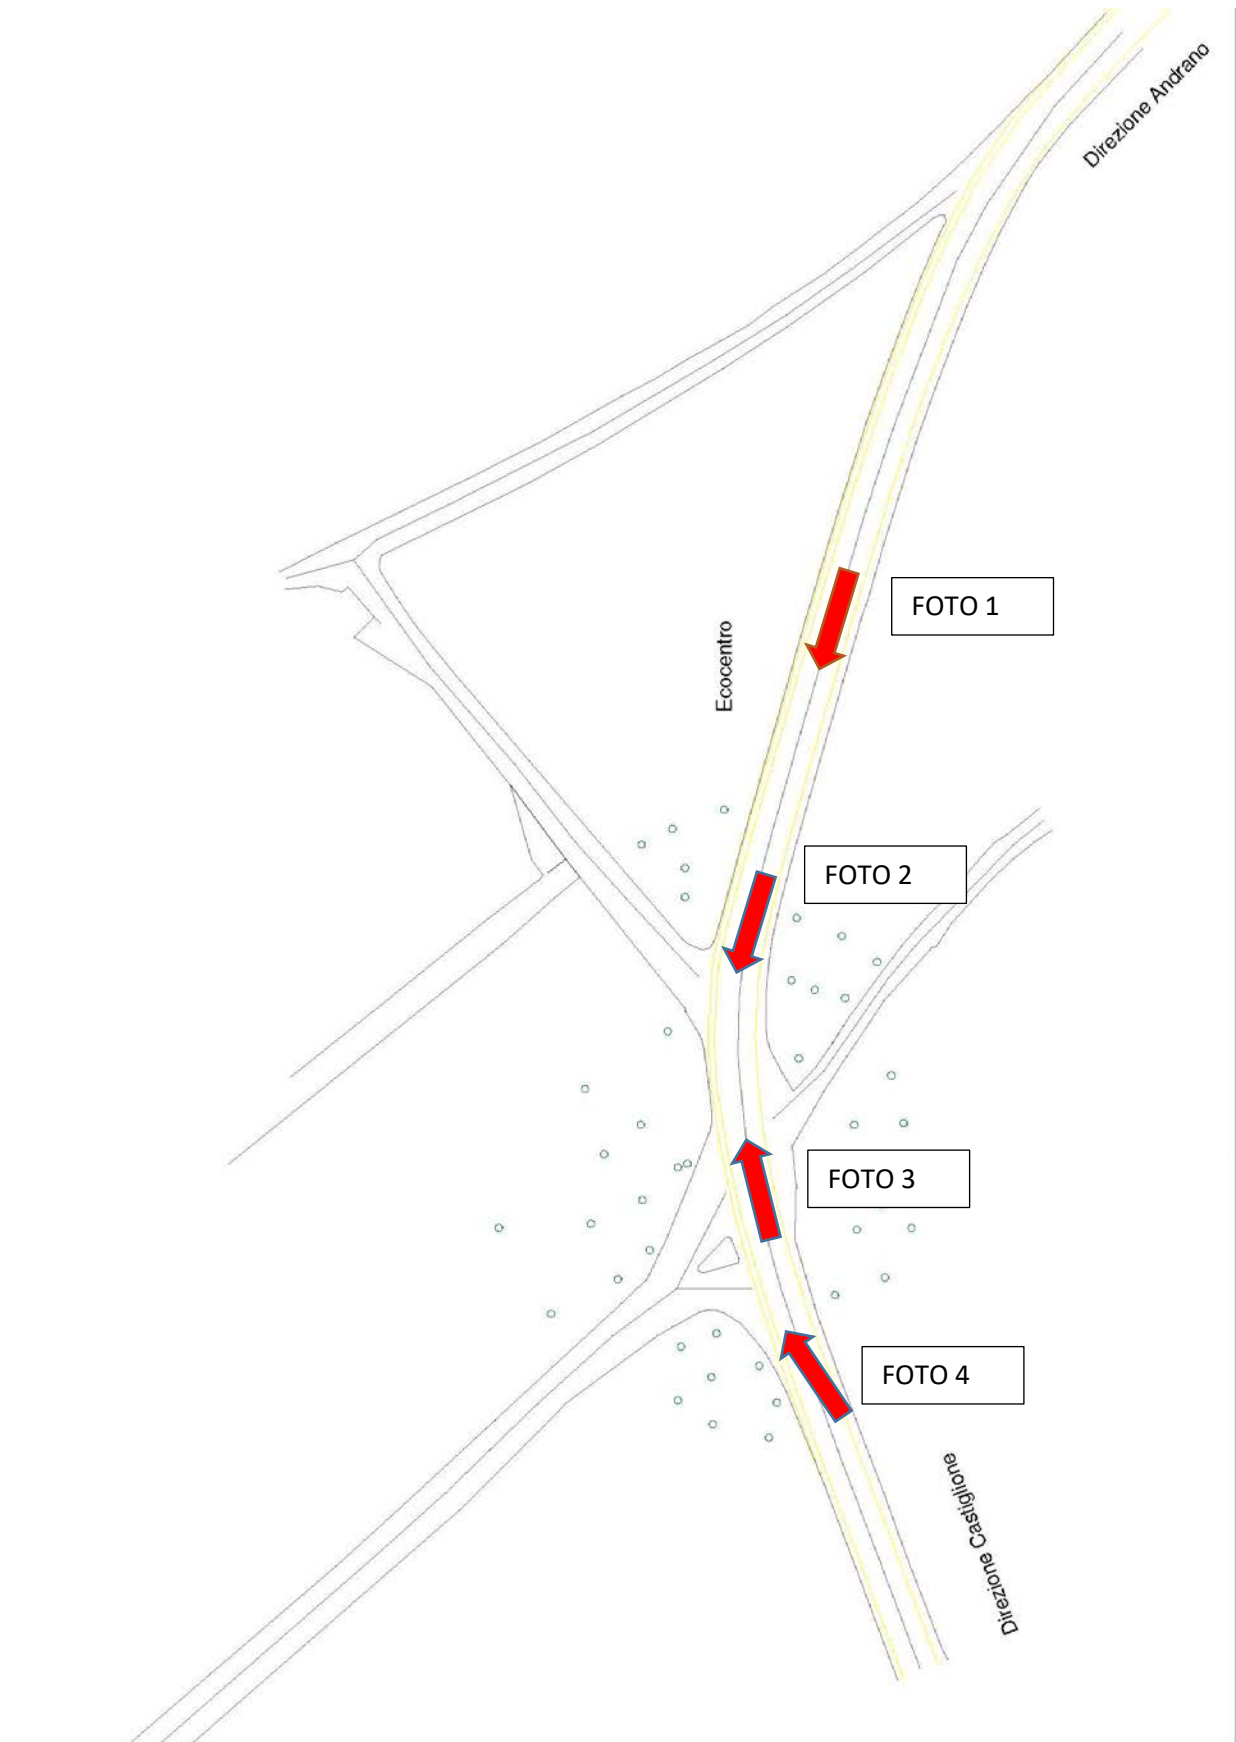 Direzione Andrano
FOTO 1
Ecocentro
FOTO 2
FOTO 3
FOTO 4
Direzione Castiglione